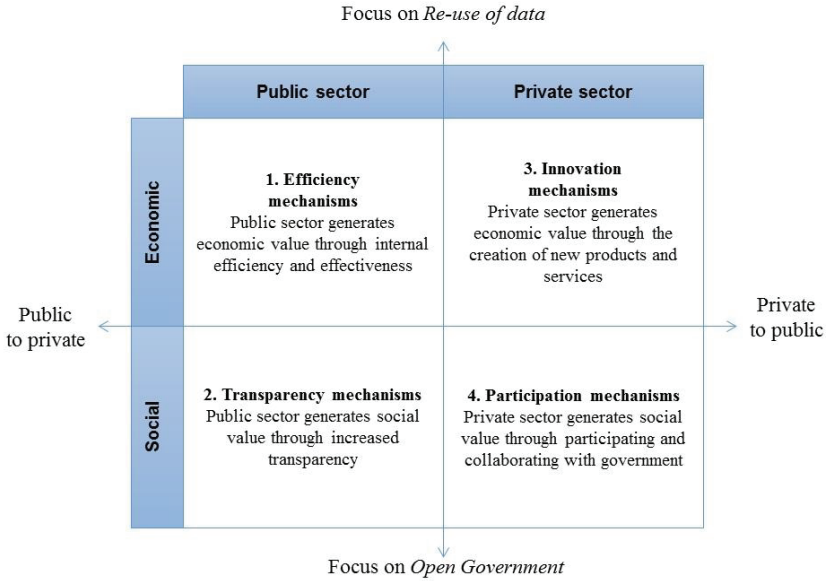 Focus on Re-use of data
Public sector
Private sector
Economic
1. Efficiency
mechanisms
Public sector generates
economic value through internal
efficiency and effectiveness
3. Innovation
mechanisms
Private sector generates
economic value through the
creation of new products and
services
Public
to private
Private
to public
Social
2. Transparency mechanisms
Public sector generates social
value through increased
transparency
4. Participation mechanisms
Private sector generates social
value through participating and
collaborating with government
Focus on Open Government